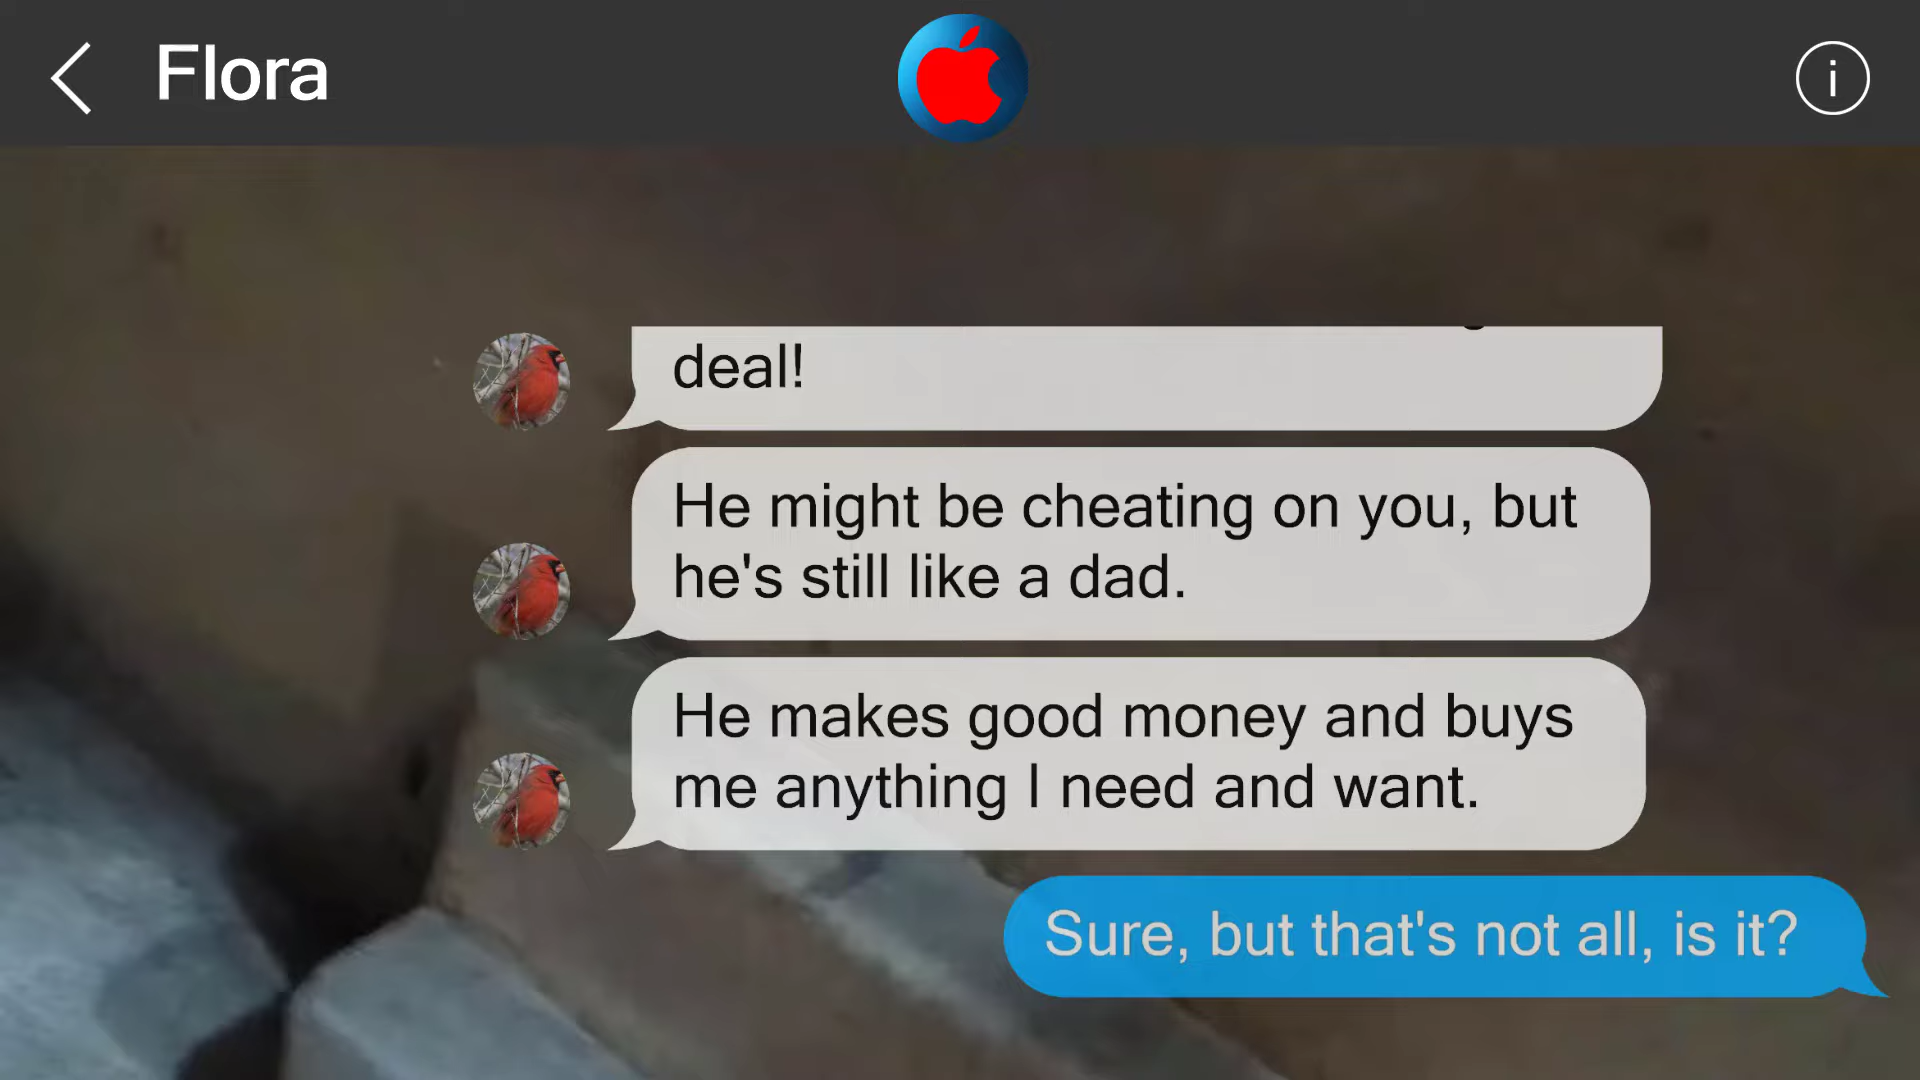 Flora
deal!
He might be cheating on you, but
he's still like a dad.
He makes good money and buys
me anything I need and want.
Sure, but that's not all, is it?